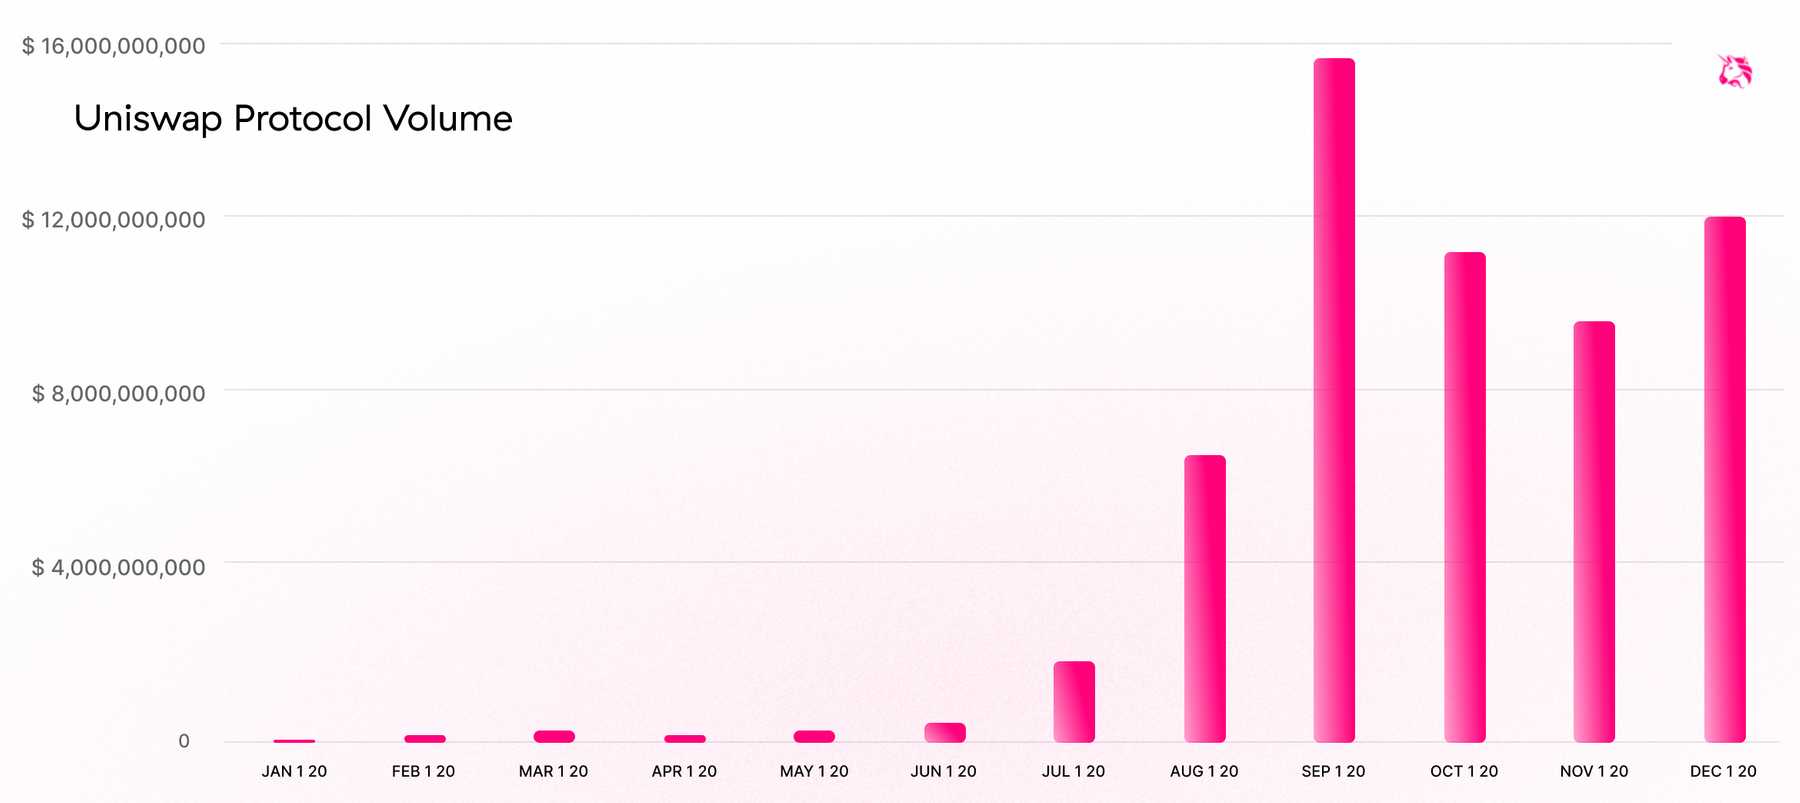 $ 16,000,000,000
Uniswap Protocol Volume
$ 12,000,000,000
$ 8,000,000,000
$ 4,000,000,000
0
JAN 1 20 FEB 1 20 MAR 1 20 APR 1 20 MAY 1 20 JUN 1 20 JUL 1 20 AUG 1 20 SEP 1 20 OCT 1 20 NOV 1 20 DEC 1 20